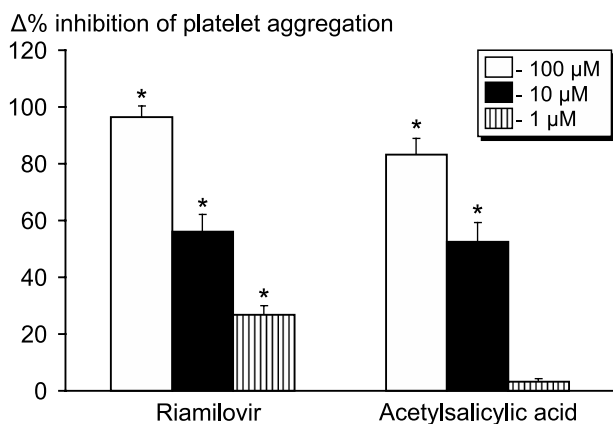 Δ% inhibition of platelet aggregation
120
100
80
60
40
20
0
*
*
*
*
*
- 100 µM
- 10 µM
- 1 µM
Riamilovir
Acetylsalicylic acid